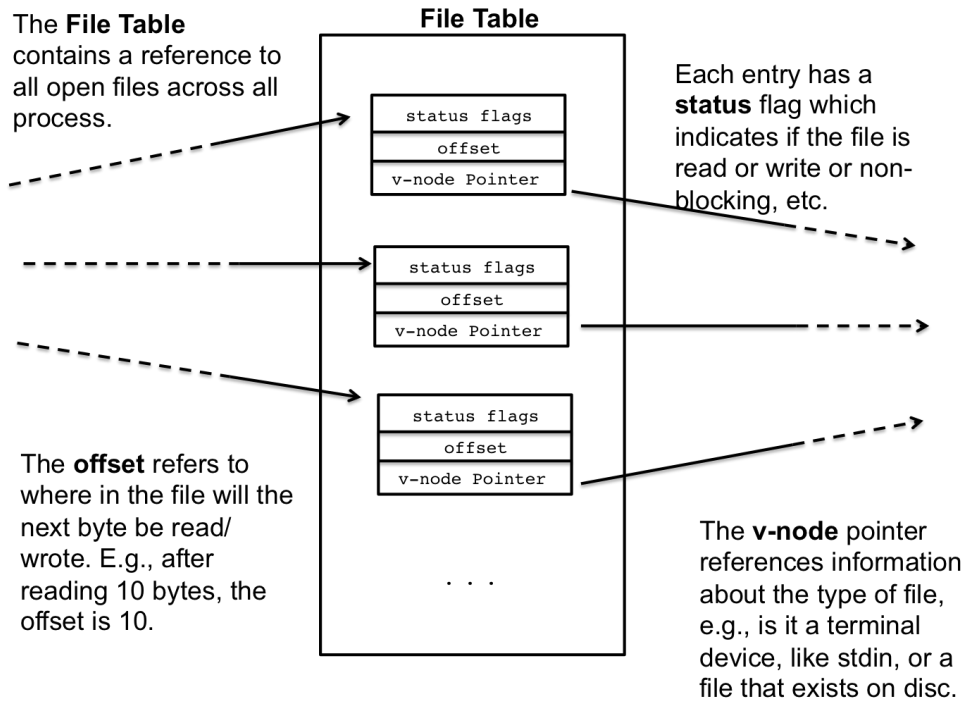 The File Table
contains a reference to
all open files across all
process.
File Table
status flags
offset
v-node Pointer
Each entry has a
status flag which
indicates if the file is
read or write or non-
blocking, etc.
status flags
offset
v-node Pointer
status flags
offset
v-node Pointer
The offset refers to
where in the file will the
next byte be read/
wrote. E.g., after
reading 10 bytes, the
offset is 10.
. . .
The v-node pointer
references information
about the type of file,
e.g., is it a terminal
device, like stdin, or a
file that exists on disc.